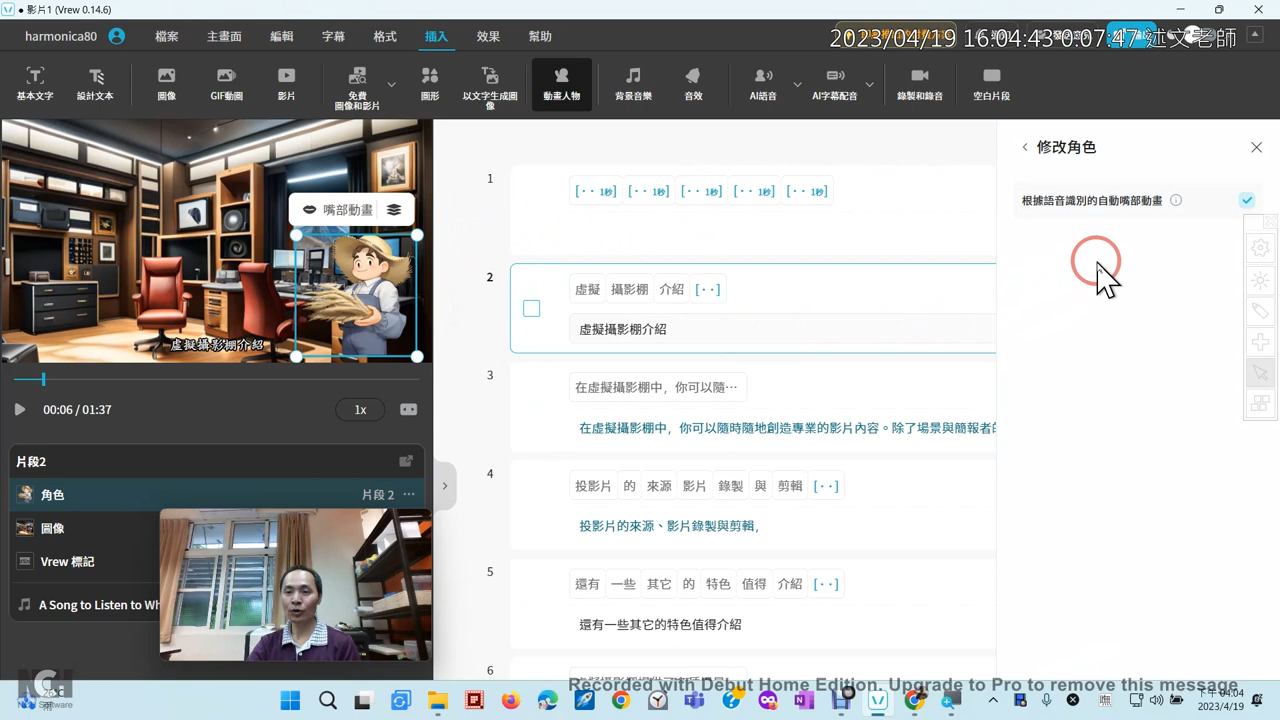 ● 影片1 (Vrew 0.14.6)
harmonica80 檔案 主畫面 編輯 字幕 格式 插入 效果 幫助
2023/04/19 16:04:43 0:07:47 述文老師
基本文字 設計文本 圖像 GIF動圖 影片 免費圖像和影片 圖形 以文字生成圖像 動畫人物 背景音樂 音效 AI語音 AI字幕配音 錄製和錄音 空白片段
嘴部動畫
虛擬攝影棚介紹
00:06 / 01:37 1x
片段2
角色 片段 2
圖像
Vrew 標記
A Song to Listen to Wh
1
[·· 1秒] [·· 1秒] [·· 1秒] [·· 1秒] [·· 1秒]
2
虛擬 攝影棚 介紹 [··]
虛擬攝影棚介紹
3
在虛擬攝影棚中，你可以隨…
在虛擬攝影棚中，你可以隨時隨地創造專業的影片內容。除了場景與簡報者的
4
投影片 的 來源 影片 錄製 與 剪輯 [··]
投影片的來源、影片錄製與剪輯,
5
還有 一些 其它 的 特色 值得 介紹 [··]
還有一些其它的特色值得介紹
6
修改角色
根據語音識別的自動嘴部動畫
Recorded with Debut Home Edition. Upgrade to Pro to remove this message
NCH Software
下午 04:04
2023/4/19